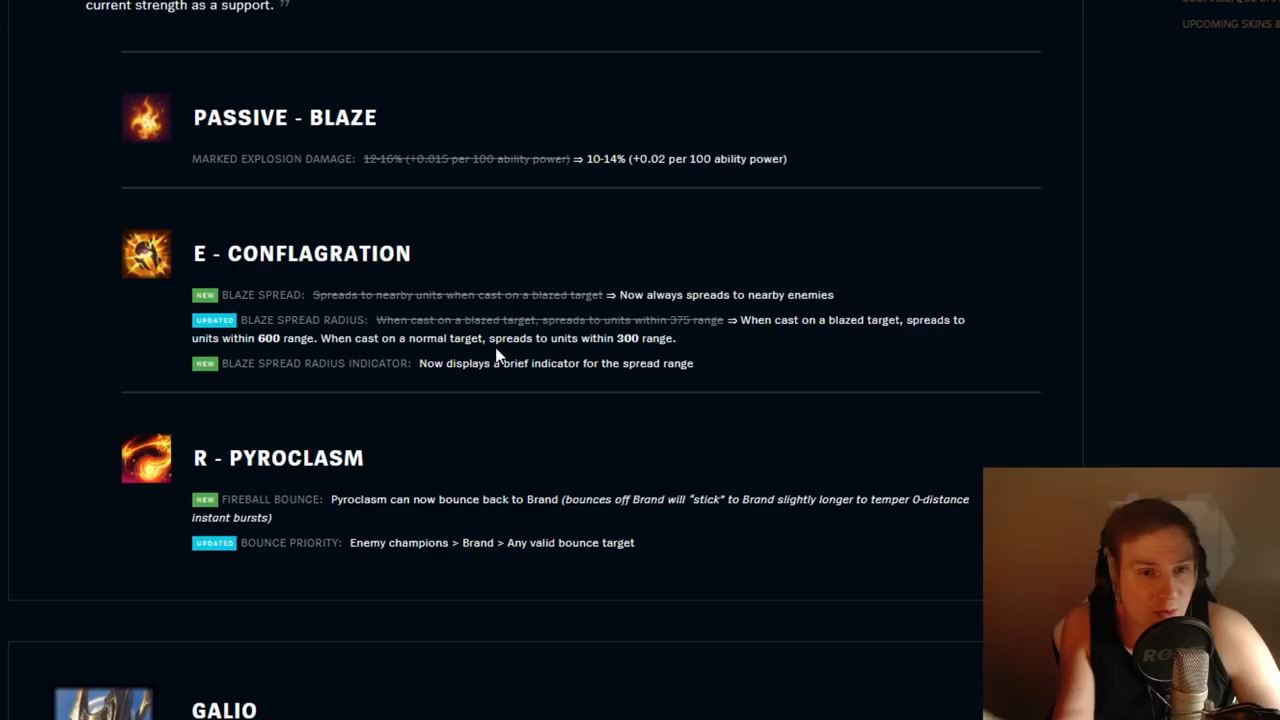 current strength as a support. ”
UPCOMING SKINS &
PASSIVE - BLAZE
MARKED EXPLOSION DAMAGE: 12-16% (+0.015 per 100 ability power) ⇒ 10-14% (+0.02 per 100 ability power)
E - CONFLAGRATION
NEW BLAZE SPREAD: Spreads to nearby units when cast on a blazed target ⇒ Now always spreads to nearby enemies
UPDATED BLAZE SPREAD RADIUS: When cast on a blazed target, spreads to units within 375 range ⇒ When cast on a blazed target, spreads to
units within 600 range. When cast on a normal target, spreads to units within 300 range.
NEW BLAZE SPREAD RADIUS INDICATOR: Now displays a brief indicator for the spread range
R - PYROCLASM
NEW FIREBALL BOUNCE: Pyroclasm can now bounce back to Brand (bounces off Brand will “stick” to Brand slightly longer to temper 0-distance
instant bursts)
UPDATED BOUNCE PRIORITY: Enemy champions > Brand > Any valid bounce target
GALIO
RØDE